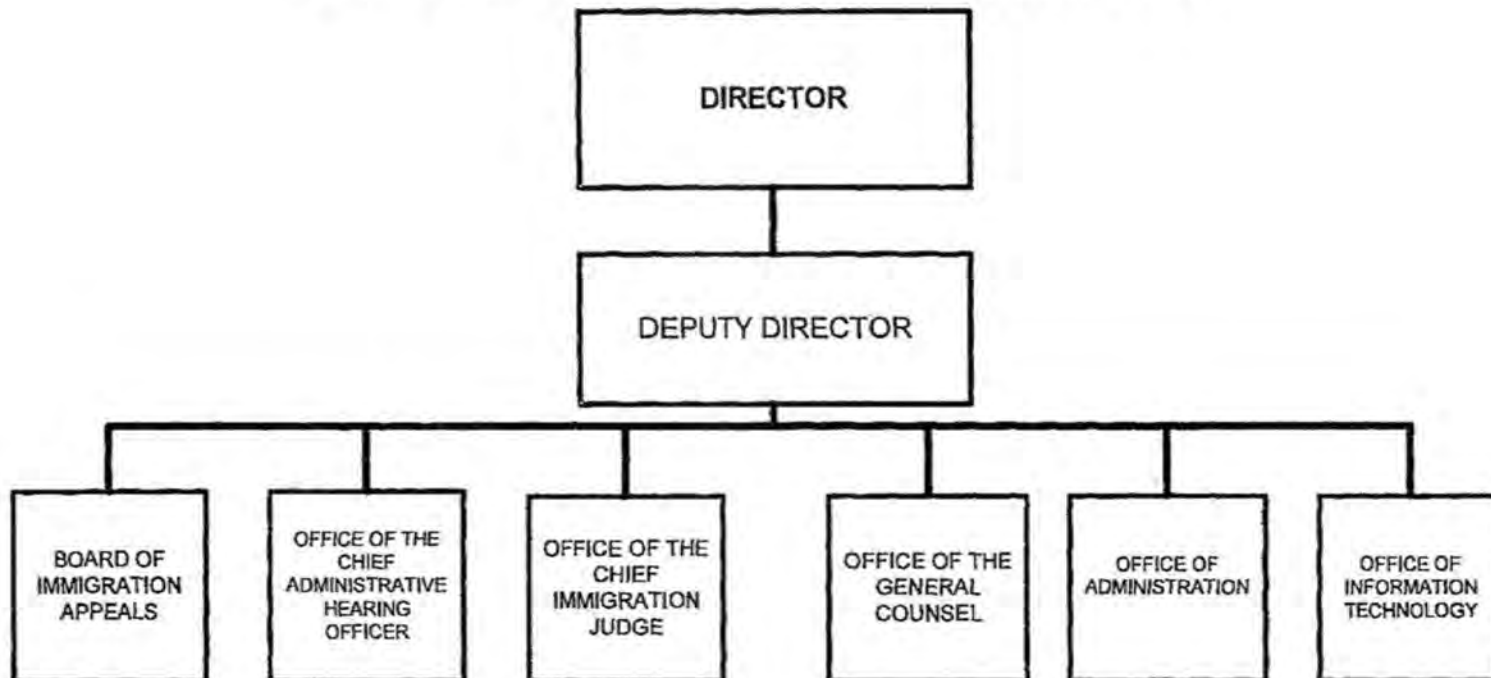 DIRECTOR
DEPUTY DIRECTOR
BOARD OF
IMMIGRATION
APPEALS
OFFICE OF THE
CHIEF
ADMINISTRATIVE
HEARING
OFFICER
OFFICE OF THE
CHIEF
IMMIGRATION
JUDGE
OFFICE OF THE
GENERAL
COUNSEL
OFFICE OF
ADMINISTRATION
OFFICE OF
INFORMATION
TECHNOLOGY